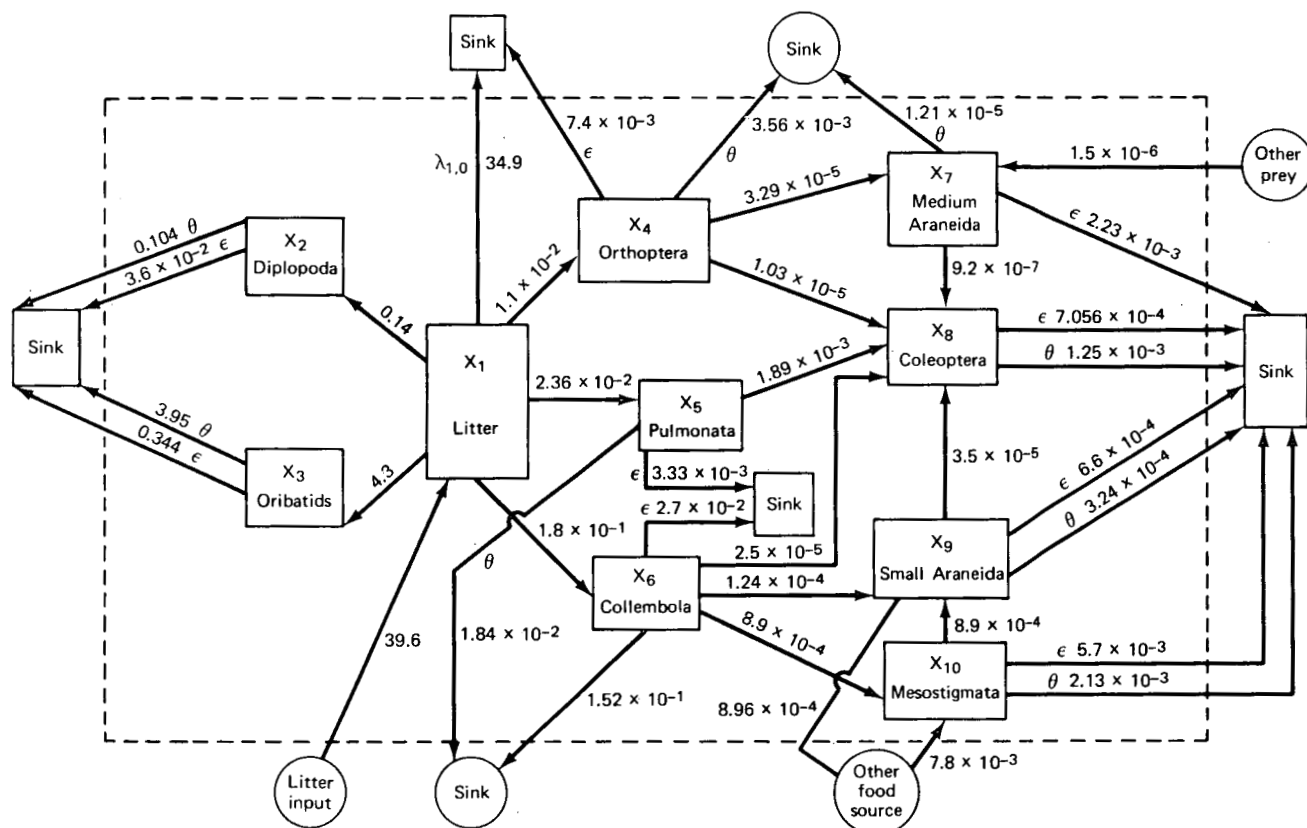 Sink
Sink
7.4 × 10⁻³
ϵ
3.56 × 10⁻³
θ
1.21 × 10⁻⁵
θ
λ₁,₀
34.9
1.5 × 10⁻⁶
Other
prey
X₇
Medium
Araneida
3.29 × 10⁻⁵
X₄
Orthoptera
0.104 θ
3.6 × 10⁻² ϵ
X₂
Diplopoda
1.1 × 10⁻²
ϵ 2.23 × 10⁻³
9.2 × 10⁻⁷
1.03 × 10⁻⁵
0.14
Sink
X₁
Litter
X₈
Coleoptera
ϵ 7.056 × 10⁻⁴
θ 1.25 × 10⁻³
Sink
1.89 × 10⁻³
2.36 × 10⁻²
X₅
Pulmonata
3.95 θ
0.344 ϵ
X₃
Oribatids
4.3
ϵ 3.33 × 10⁻³
Sink
ϵ 2.7 × 10⁻²
3.5 × 10⁻⁵
ϵ 6.6 × 10⁻⁴
θ 3.24 × 10⁻⁴
1.8 × 10⁻¹
θ
X₆
Collembola
2.5 × 10⁻⁵
1.24 × 10⁻⁴
8.9 × 10⁻⁴
X₉
Small Araneida
8.9 × 10⁻⁴
39.6
1.84 × 10⁻²
1.52 × 10⁻¹
X₁₀
Mesostigmata
ϵ 5.7 × 10⁻³
θ 2.13 × 10⁻³
8.96 × 10⁻⁴
7.8 × 10⁻³
Litter
input
Sink
Other
food
source